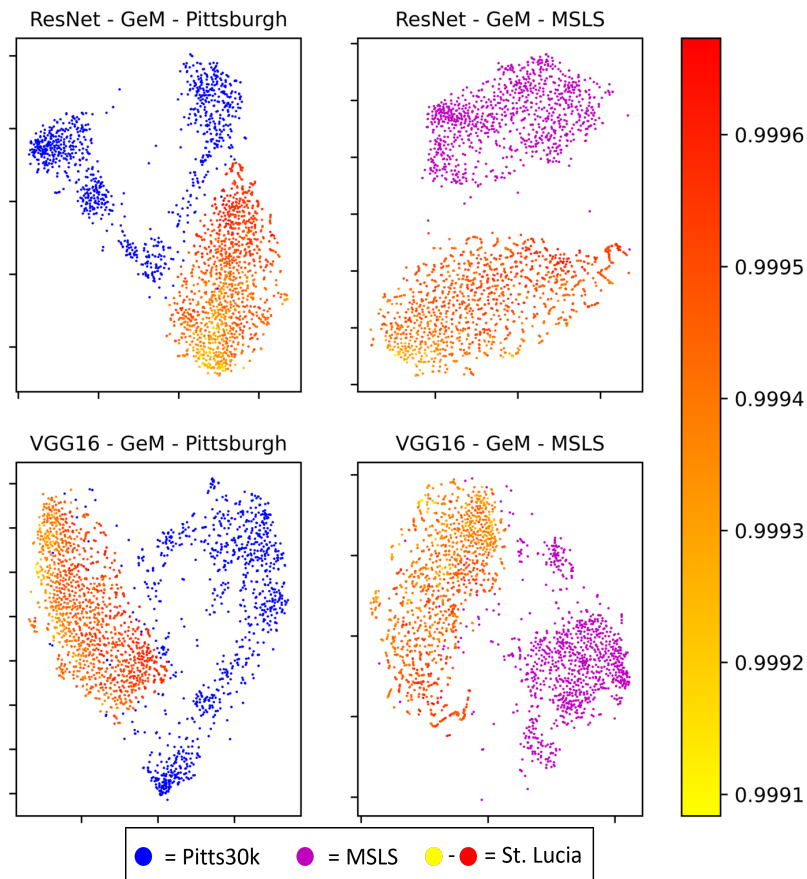 ResNet - GeM - Pittsburgh
ResNet - GeM - MSLS
0.9996
0.9995
0.9994
0.9993
0.9992
0.9991
VGG16 - GeM - Pittsburgh
VGG16 - GeM - MSLS
= Pitts30k = MSLS - = St. Lucia